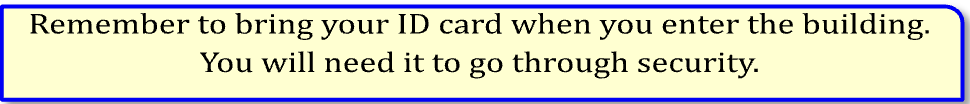 Remember to bring your ID card when you enter the building.
You will need it to go through security.